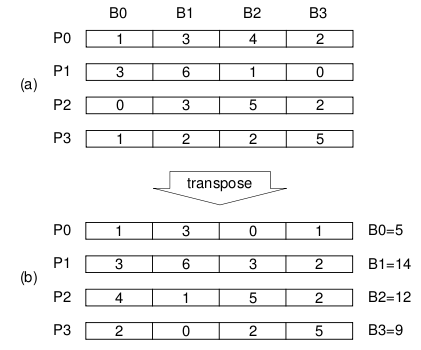 B0 B1 B2 B3
P0 1 3 4 2
P1 3 6 1 0
(a)
P2 0 3 5 2
P3 1 2 2 5
transpose
P0 1 3 0 1 B0=5
P1 3 6 3 2 B1=14
(b)
P2 4 1 5 2 B2=12
P3 2 0 2 5 B3=9